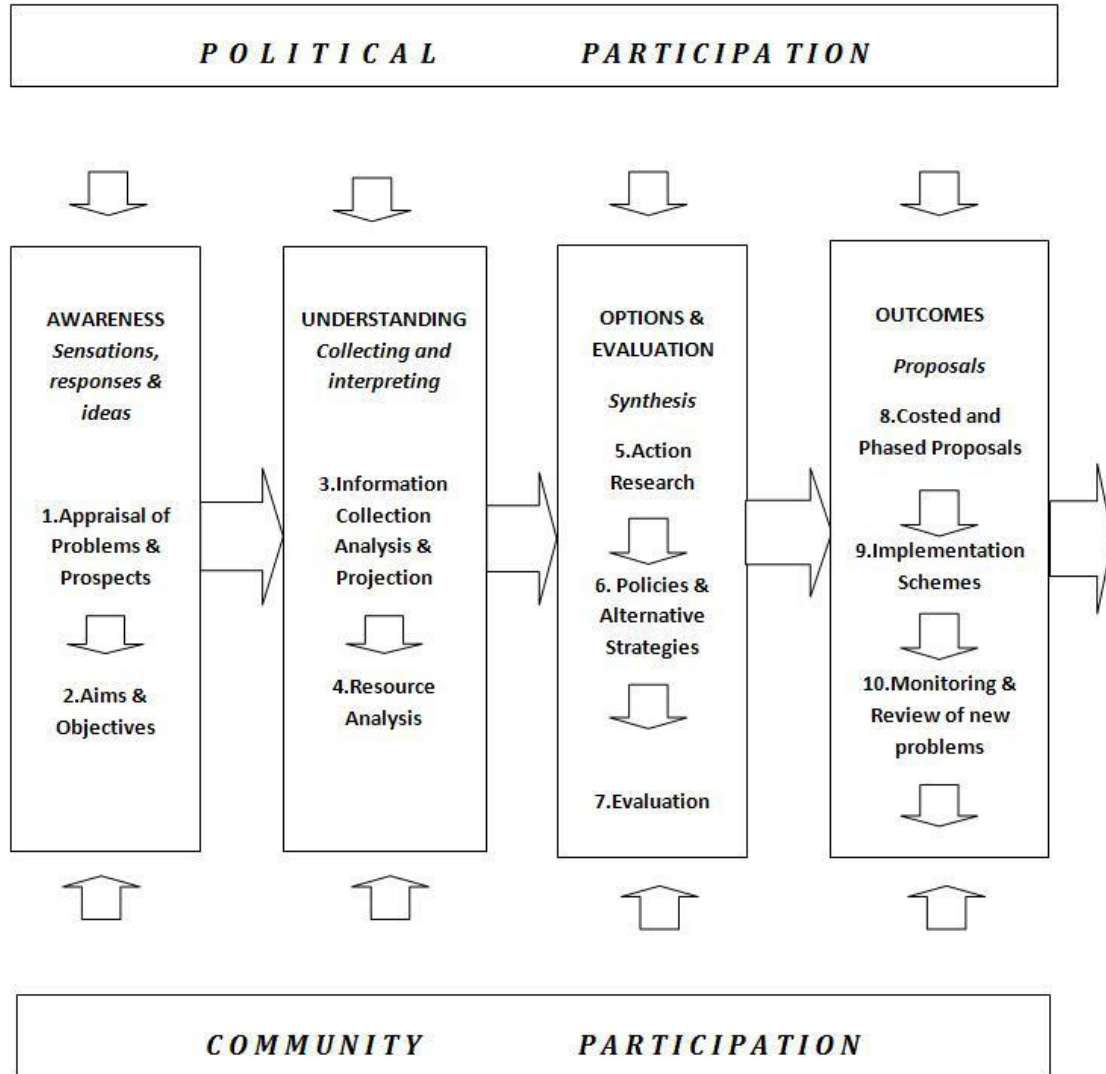 POLITICAL PARTICIPATION
AWARENESS
Sensations,
responses &
ideas
1.Appraisal of
Problems &
Prospects
2.Aims &
Objectives
UNDERSTANDING
Collecting and
interpreting
3.Information
Collection
Analysis &
Projection
4.Resource
Analysis
OPTIONS &
EVALUATION
Synthesis
5.Action
Research
6. Policies &
Alternative
Strategies
7.Evaluation
OUTCOMES
Proposals
8.Costed and
Phased Proposals
9.Implementation
Schemes
10.Monitoring &
Review of new
problems
COMMUNITY PARTICIPATION